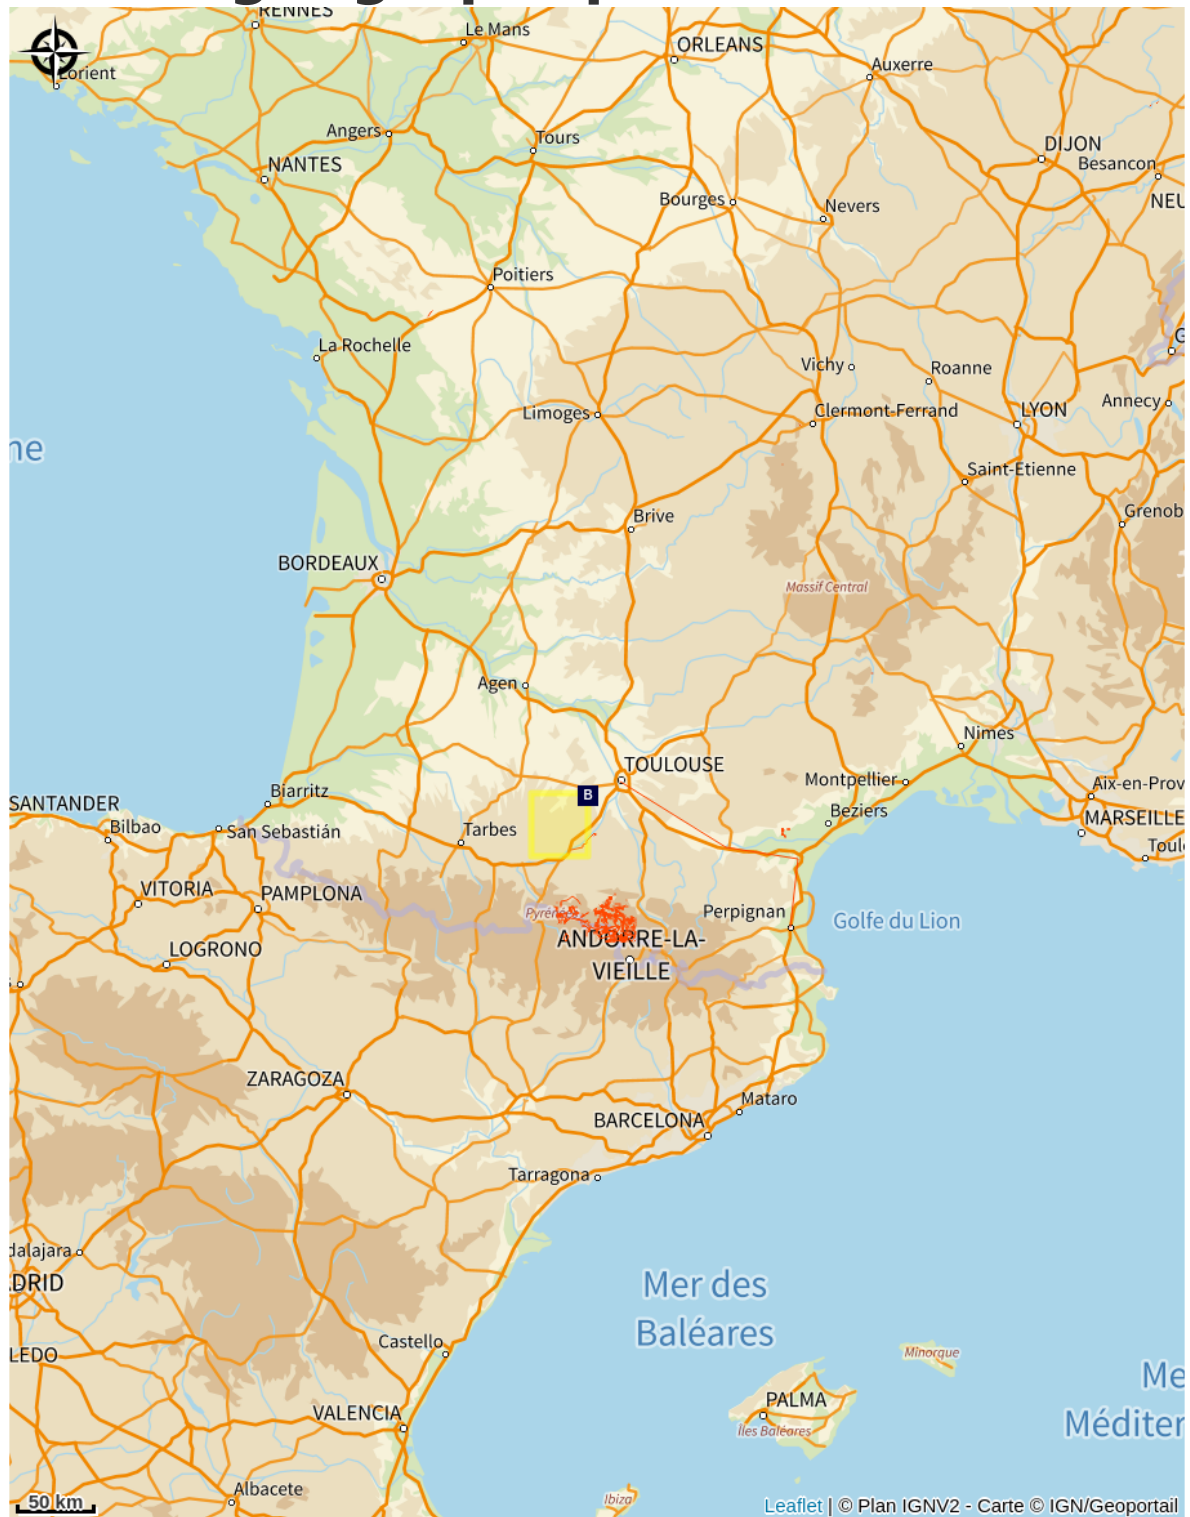 RENNES
Le Mans
ORLEANS
Auxerre
Lorient
Angers
Tours
DIJON
Besancon
NANTES
Bourges
Nevers
NEU
Poitiers
La Rochelle
Vichy
Roanne
Annecy
Limoges
Clermont-Ferrand
LYON
ne
Saint-Etienne
Brive
Grenob
BORDEAUX
Massif Central
Agen
Nimes
TOULOUSE
Montpellier
Aix-en-Prov
Biarritz
B
SANTANDER
Beziers
MARSEILLE
Bilbao
San Sebastián
Tarbes
Toul
VITORIA
PAMPLONA
Pyrénées
Perpignan
Golfe du Lion
LOGRONO
ANDORRE-LA-
VIEILLE
ZARAGOZA
Mataro
BARCELONA
Tarragona
dalajara
DRID
Mer des
Baléares
Castello
LEDO
Minorque
Me
Méditer
PALMA
Iles Baléares
VALENCIA
Albacete
Ibiza
50 km
Leaflet | © Plan IGNV2 - Carte © IGN/Geoportail